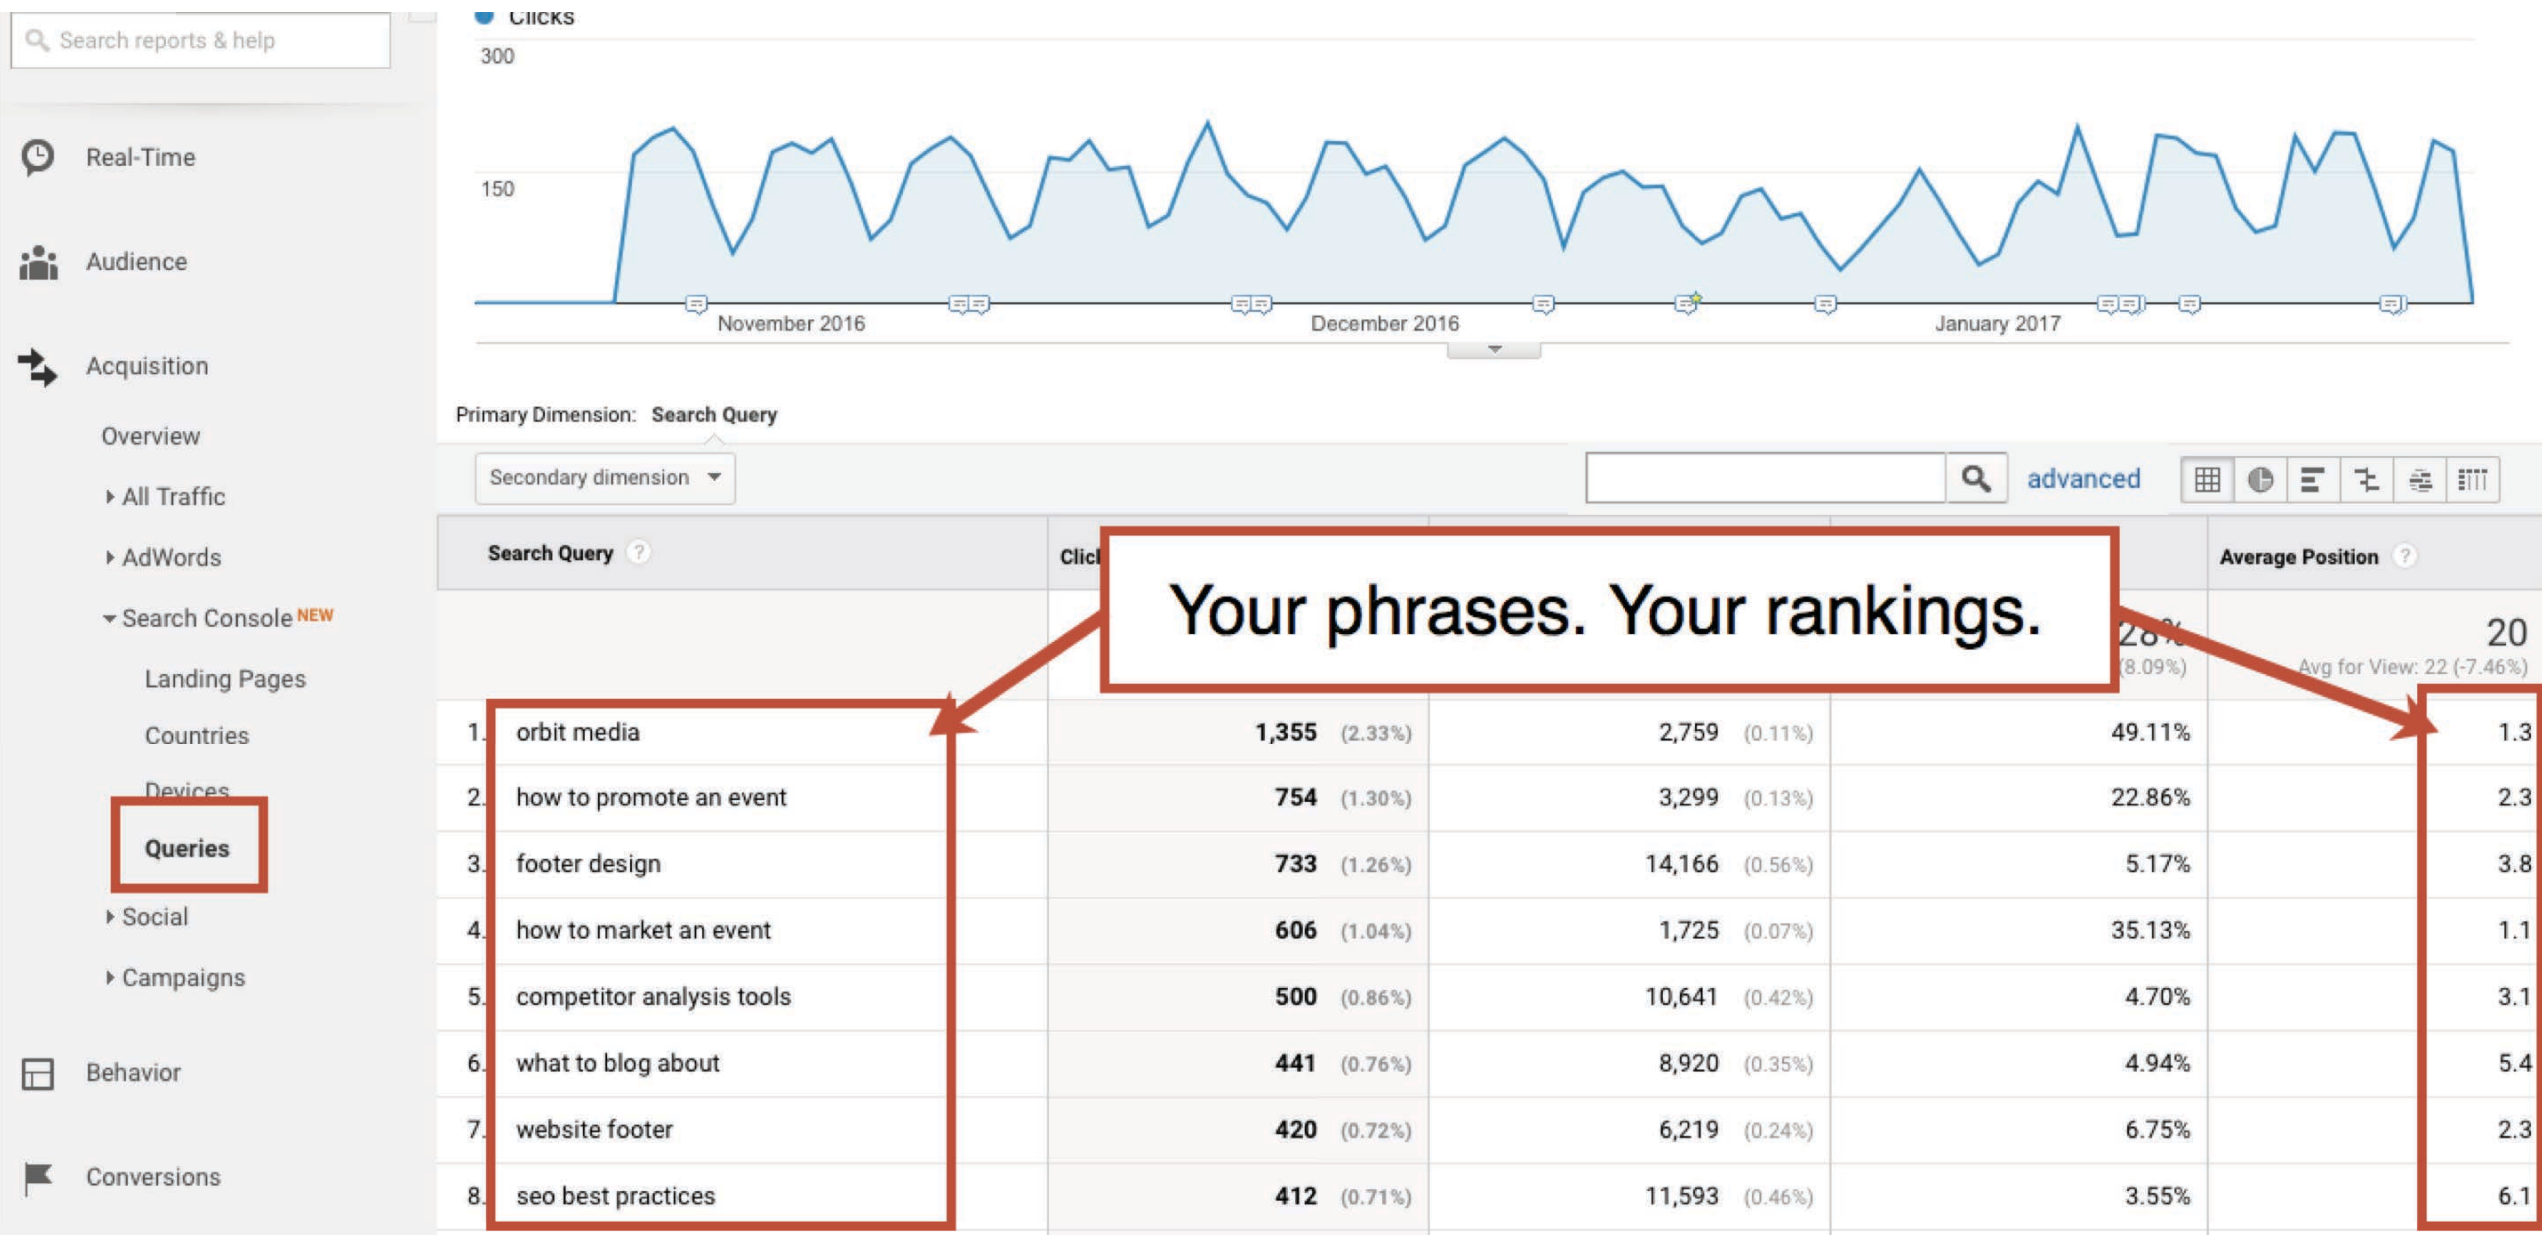 Clicks
Search reports & help
300
150
Real-Time
Audience
November 2016
December 2016
January 2017
Acquisition
Primary Dimension: Search Query
Overview
Secondary dimension
advanced
All Traffic
AdWords
Search Query ?
Average Position ?
Your phrases. Your rankings.
Search Console NEW
28%
20
(8.09%)
Avg for View: 22 (-7.46%)
Landing Pages
Countries
Devices
Queries
Social
Campaigns
Behavior
Conversions
1. orbit media 1,355 (2.33%) 2,759 (0.11%) 49.11% 1.3
2. how to promote an event 754 (1.30%) 3,299 (0.13%) 22.86% 2.3
3. footer design 733 (1.26%) 14,166 (0.56%) 5.17% 3.8
4. how to market an event 606 (1.04%) 1,725 (0.07%) 35.13% 1.1
5. competitor analysis tools 500 (0.86%) 10,641 (0.42%) 4.70% 3.1
6. what to blog about 441 (0.76%) 8,920 (0.35%) 4.94% 5.4
7. website footer 420 (0.72%) 6,219 (0.24%) 6.75% 2.3
8. seo best practices 412 (0.71%) 11,593 (0.46%) 3.55% 6.1